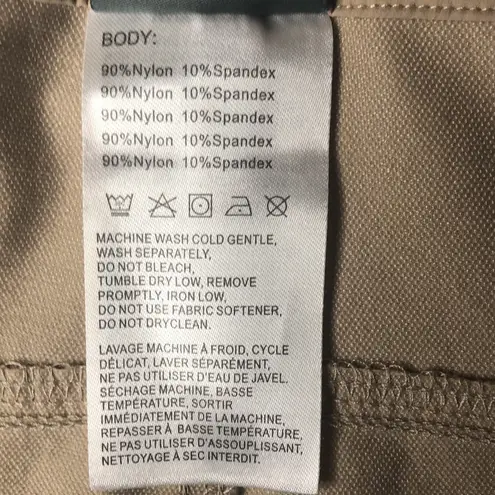 BODY:
90%Nylon 10%Spandex
90%Nylon 10%Spandex
90%Nylon 10%Spandex
90%Nylon 10%Spandex
90%Nylon 10%Spandex
MACHINE WASH COLD GENTLE,
WASH SEPARATELY,
DO NOT BLEACH,
TUMBLE DRY LOW, REMOVE
PROMPTLY, IRON LOW,
DO NOT USE FABRIC SOFTENER,
DO NOT DRYCLEAN.
LAVAGE MACHINE À FROID, CYCLE
DÉLICAT, LAVER SÉPARÉMENT,
NE PAS UTILISER D'EAU DE JAVEL.
SÉCHAGE MACHINE, BASSE
TEMPÉRATURE, SORTIR
IMMÉDIATEMENT DE LA MACHINE,
REPASSER À BASSE TEMPÉRATURE,
NE PAS UTILISER D'ASSOUPLISSANT,
NETTOYAGE À SEC INTERDIT.